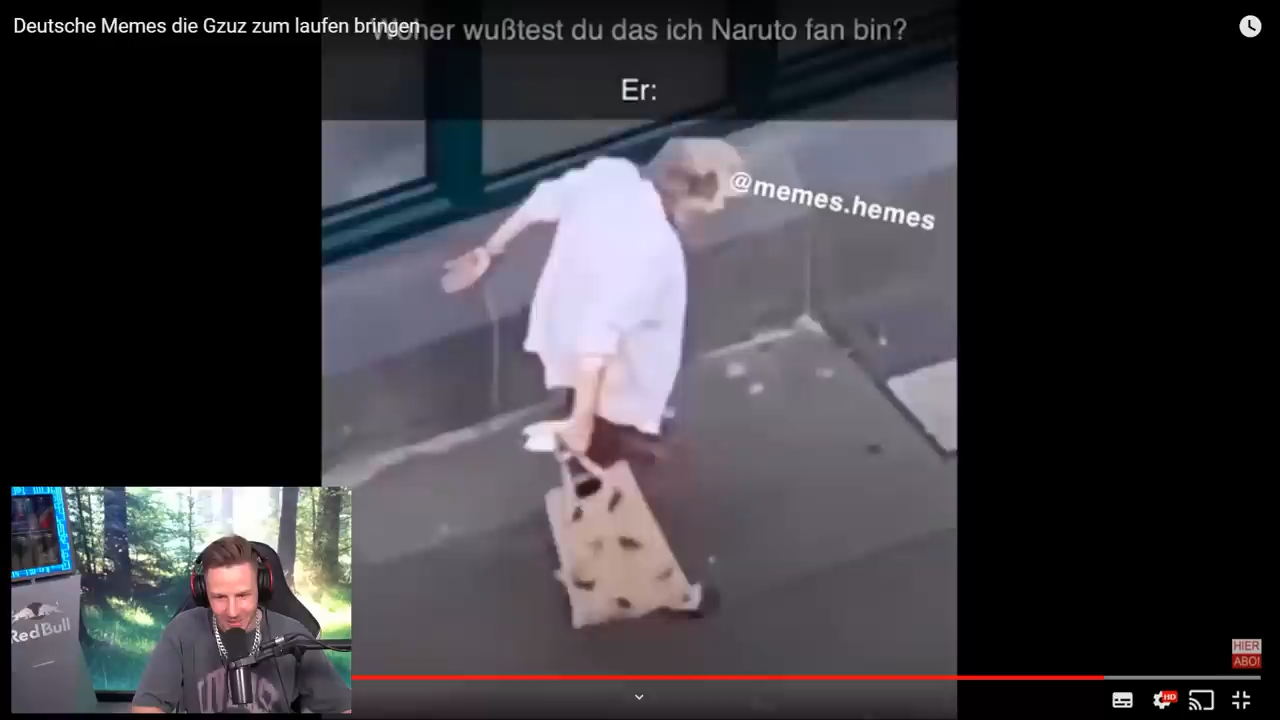 Deutsche Memes die Gzuz zum laufen bringen
Woher wußtest du das ich Naruto fan bin?
Er:
@memes.hemes
Red Bull
HIER
ABO!
HD